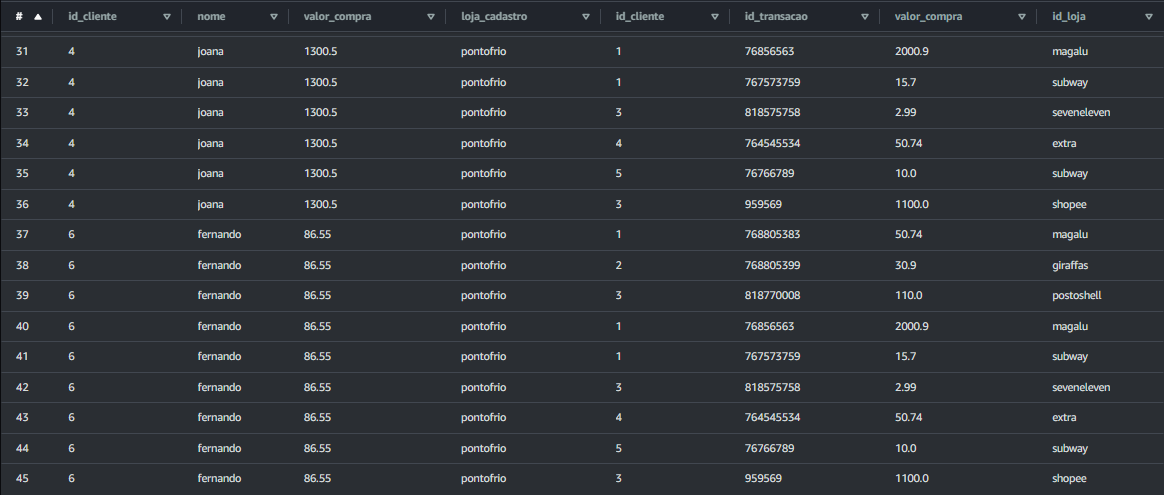 # id_cliente nome valor_compra loja_cadastro id_cliente id_transacao valor_compra id_loja
31 4 joana 1300.5 pontofrio 1 76856563 2000.9 magalu
32 4 joana 1300.5 pontofrio 1 767573759 15.7 subway
33 4 joana 1300.5 pontofrio 3 818575758 2.99 seveneleven
34 4 joana 1300.5 pontofrio 4 764545534 50.74 extra
35 4 joana 1300.5 pontofrio 5 76766789 10.0 subway
36 4 joana 1300.5 pontofrio 3 959569 1100.0 shopee
37 6 fernando 86.55 pontofrio 1 768805383 50.74 magalu
38 6 fernando 86.55 pontofrio 2 768805399 30.9 giraffas
39 6 fernando 86.55 pontofrio 3 818770008 110.0 postoshell
40 6 fernando 86.55 pontofrio 1 76856563 2000.9 magalu
41 6 fernando 86.55 pontofrio 1 767573759 15.7 subway
42 6 fernando 86.55 pontofrio 3 818575758 2.99 seveneleven
43 6 fernando 86.55 pontofrio 4 764545534 50.74 extra
44 6 fernando 86.55 pontofrio 5 76766789 10.0 subway
45 6 fernando 86.55 pontofrio 3 959569 1100.0 shopee